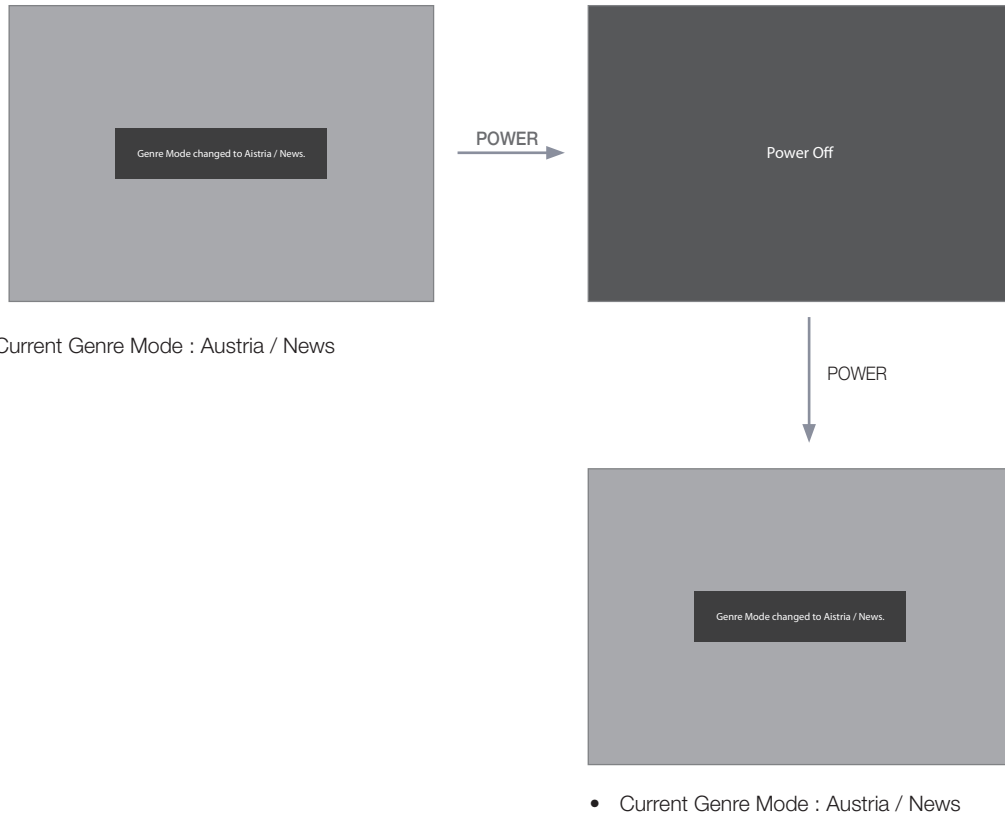 Genre Mode changed to Aistria / News.
POWER
Power Off
Current Genre Mode : Austria / News
POWER
Genre Mode changed to Aistria / News.
• Current Genre Mode : Austria / News